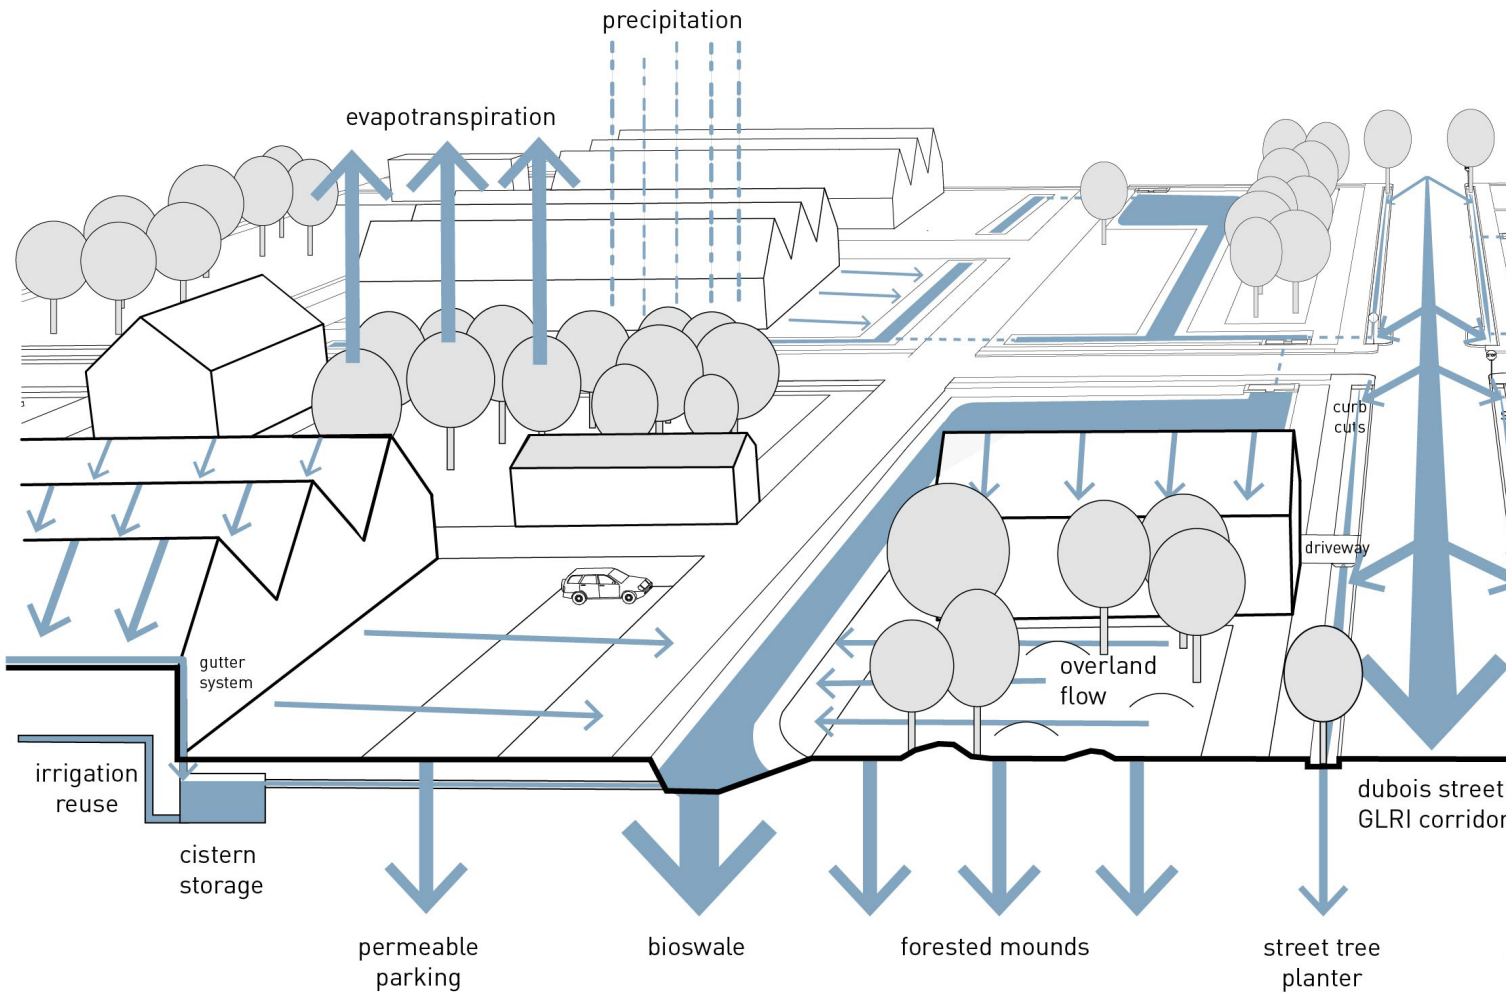 precipitation
evapotranspiration
curb
cuts
driveway
gutter
system
overland
flow
irrigation
reuse
cistern
storage
dubois street
GLRI corridor
permeable
parking
bioswale
forested mounds
street tree
planter